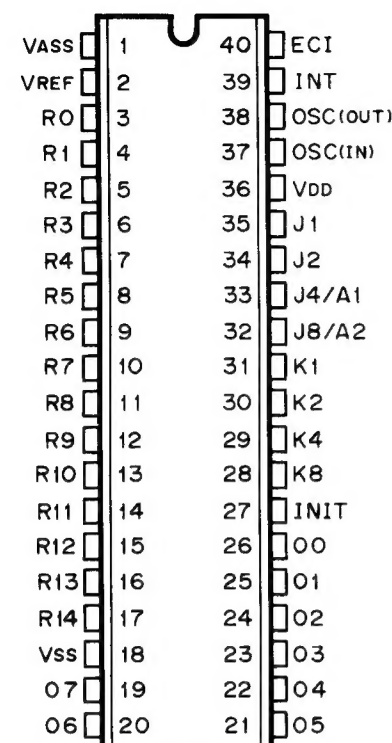 VASS 1 40 ECI
VREF 2 39 INT
R0 3 38 OSC(OUT)
R1 4 37 OSC(IN)
R2 5 36 VDD
R3 6 35 J1
R4 7 34 J2
R5 8 33 J4/A1
R6 9 32 J8/A2
R7 10 31 K1
R8 11 30 K2
R9 12 29 K4
R10 13 28 K8
R11 14 27 INIT
R12 15 26 O0
R13 16 25 O1
R14 17 24 O2
VSS 18 23 O3
O7 19 22 O4
O6 20 21 O5